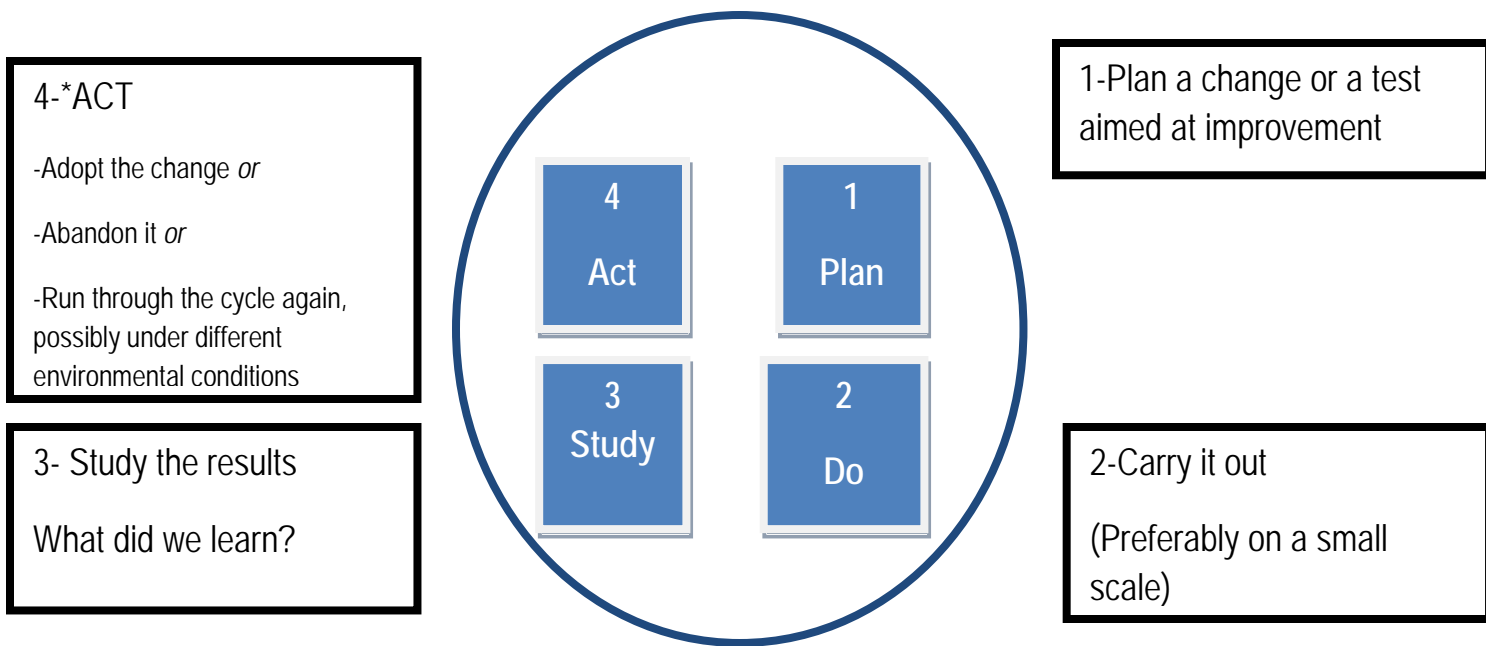 4-*ACT
-Adopt the change or
-Abandon it or
-Run through the cycle again,
possibly under different
environmental conditions
3- Study the results
What did we learn?
4
Act
1
Plan
3
Study
2
Do
1-Plan a change or a test
aimed at improvement
2-Carry it out
(Preferably on a small
scale)